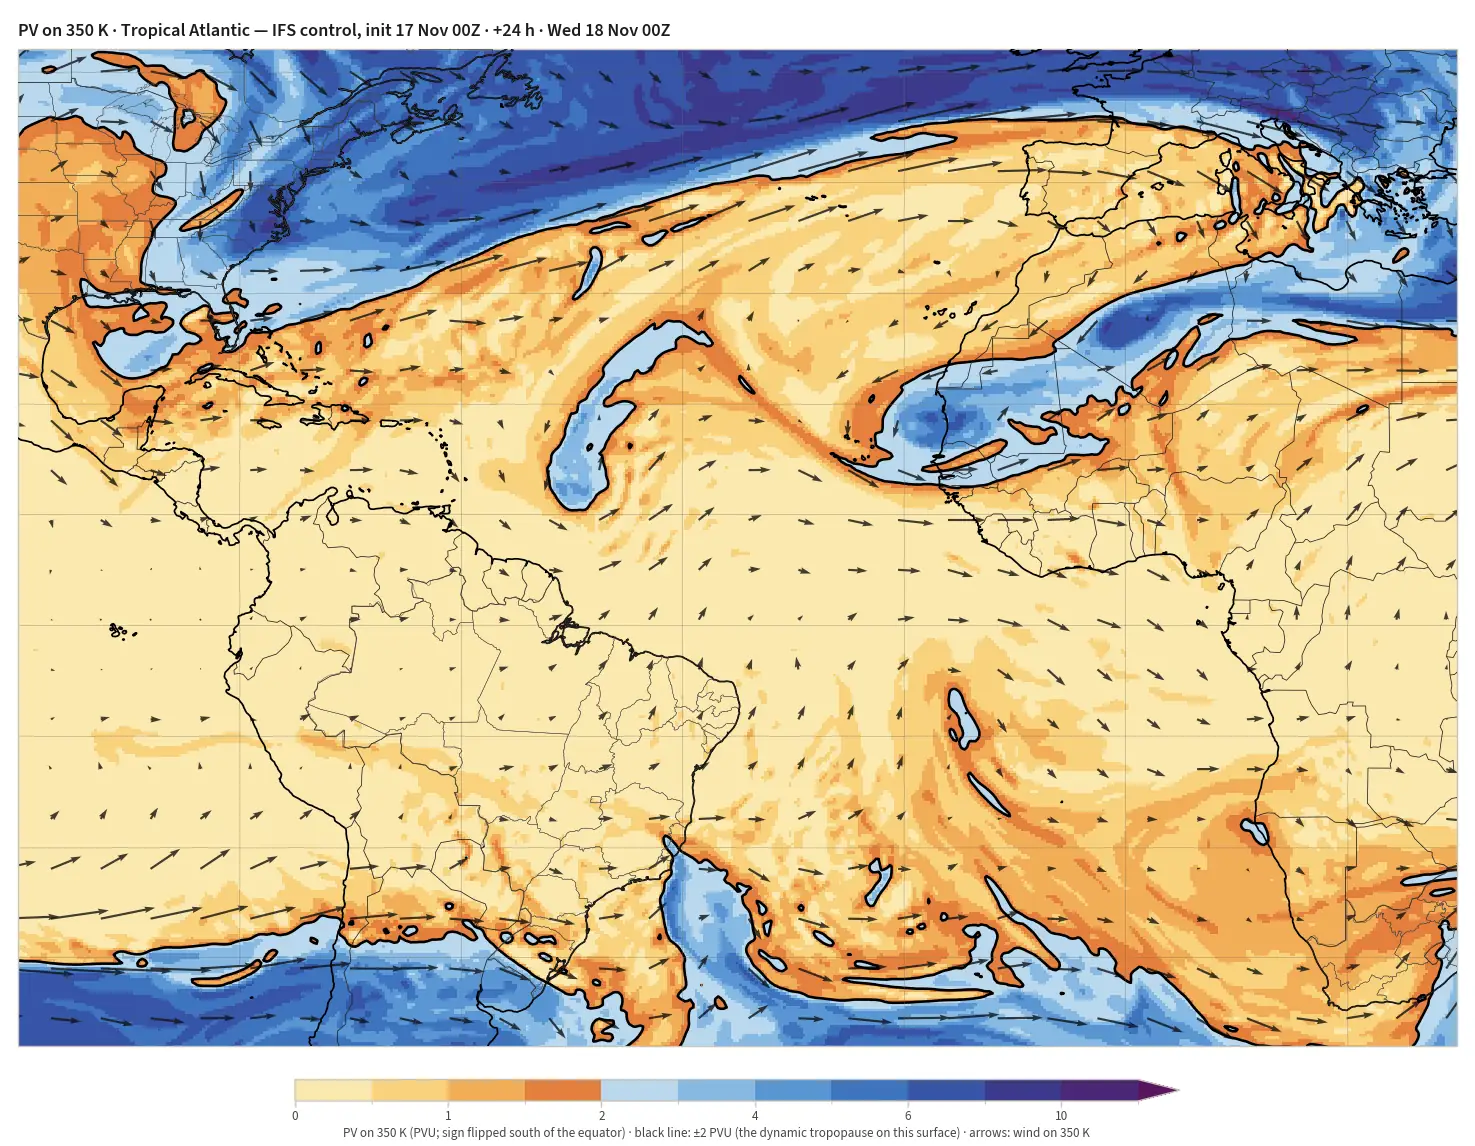 PV on 350 K · Tropical Atlantic — IFS control, init 17 Nov 00Z · +24 h · Wed 18 Nov 00Z
0 1 2 4 6 10
PV on 350 K (PVU; sign flipped south of the equator) · black line: ±2 PVU (the dynamic tropopause on this surface) · arrows: wind on 350 K